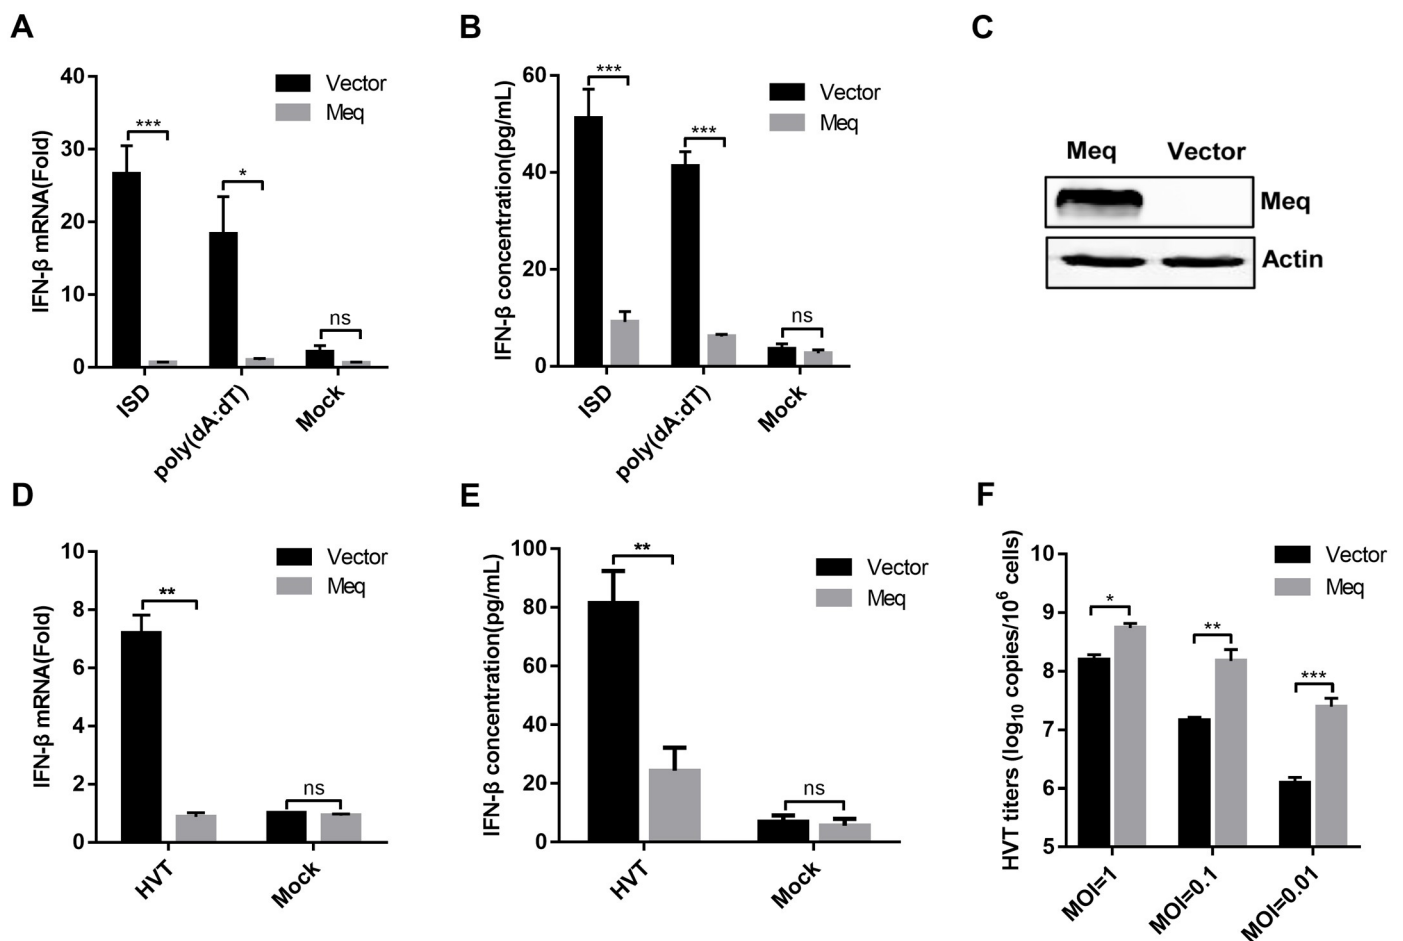 A
IFN-β mRNA(Fold)
40
30
20
10
0
Vector
Meq
***
*
ns
ISD
poly(dA:dT)
Mock
B
IFN-β concentration(pg/mL)
60
40
20
0
Vector
Meq
***
***
ns
ISD
poly(dA:dT)
Mock
C
Meq Vector
Meq
Actin
D
IFN-β mRNA(Fold)
10
8
6
4
2
0
Vector
Meq
**
ns
HVT
Mock
E
IFN-β concentration(pg/mL)
100
80
60
40
20
0
Vector
Meq
**
ns
HVT
Mock
F
HVT titers (log10 copies/10⁶ cells)
10
9
8
7
6
5
Vector
Meq
*
**
***
MOI=1
MOI=0.1
MOI=0.01